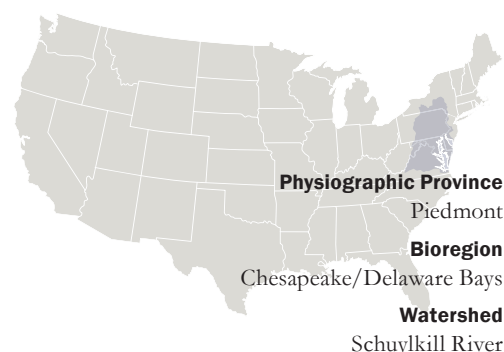 Physiographic Province
Piedmont
Bioregion
Chesapeake/Delaware Bays
Watershed
Schuylkill River